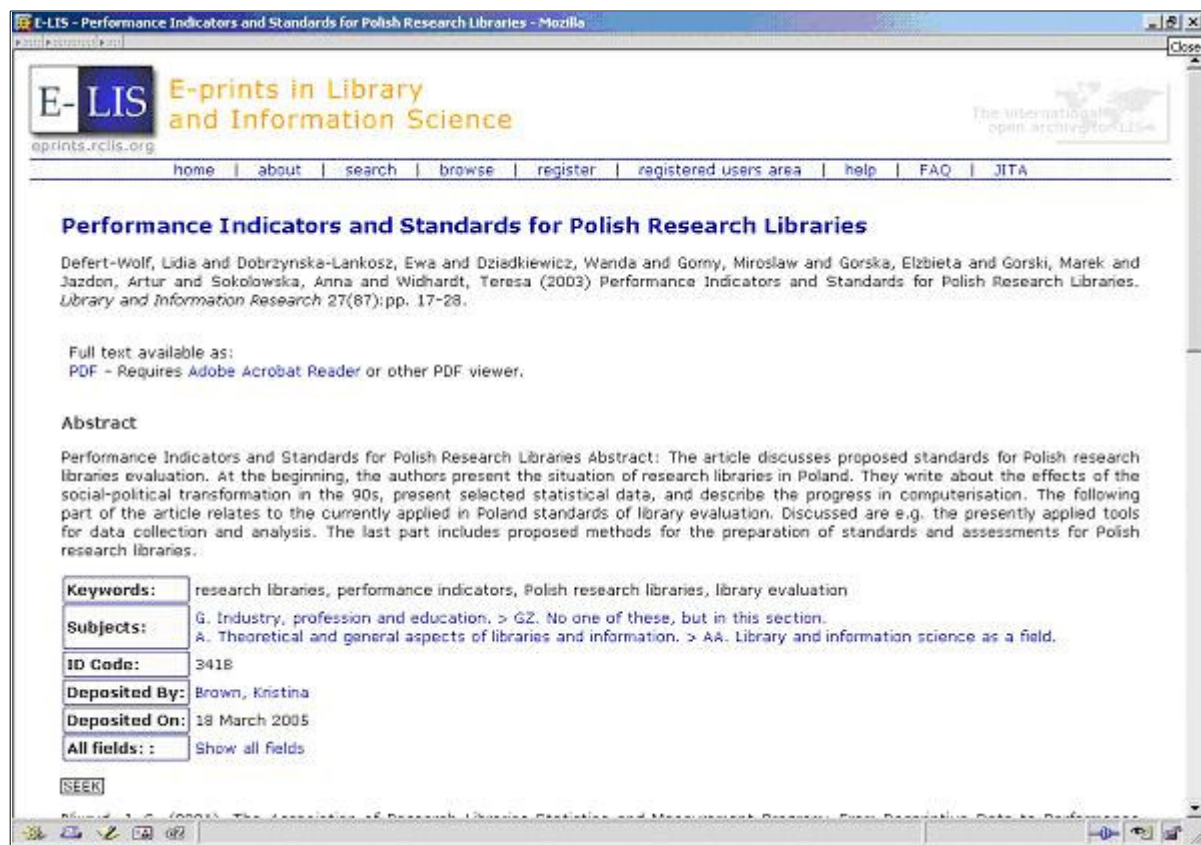 E-LIS - Performance Indicators and Standards for Polish Research Libraries - Mozilla
Close
E-LIS
E-prints in Library
and Information Science
The international
open archive for LIS
eprints.rclis.org
home | about | search | browse | register | registered users area | help | FAQ | JITA
Performance Indicators and Standards for Polish Research Libraries
Defert-Wolf, Lidia and Dobrzynska-Lankosz, Ewa and Dziadkiewicz, Wanda and Gorny, Miroslaw and Gorska, Elzbieta and Gorski, Marek and
Jazdon, Artur and Sokolowska, Anna and Widhardt, Teresa (2003) Performance Indicators and Standards for Polish Research Libraries.
Library and Information Research 27(87):pp. 17-28.
Full text available as:
PDF - Requires Adobe Acrobat Reader or other PDF viewer.
Abstract
Performance Indicators and Standards for Polish Research Libraries Abstract: The article discusses proposed standards for Polish research
libraries evaluation. At the beginning, the authors present the situation of research libraries in Poland. They write about the effects of the
social-political transformation in the 90s, present selected statistical data, and describe the progress in computerisation. The following
part of the article relates to the currently applied in Poland standards of library evaluation. Discussed are e.g. the presently applied tools
for data collection and analysis. The last part includes proposed methods for the preparation of standards and assessments for Polish
research libraries.
Keywords: research libraries, performance indicators, Polish research libraries, library evaluation
Subjects: G. Industry, profession and education. > GZ. No one of these, but in this section.
A. Theoretical and general aspects of libraries and information. > AA. Library and information science as a field.
ID Code: 3418
Deposited By: Brown, Kristina
Deposited On: 18 March 2005
All fields: : Show all fields
SEEK